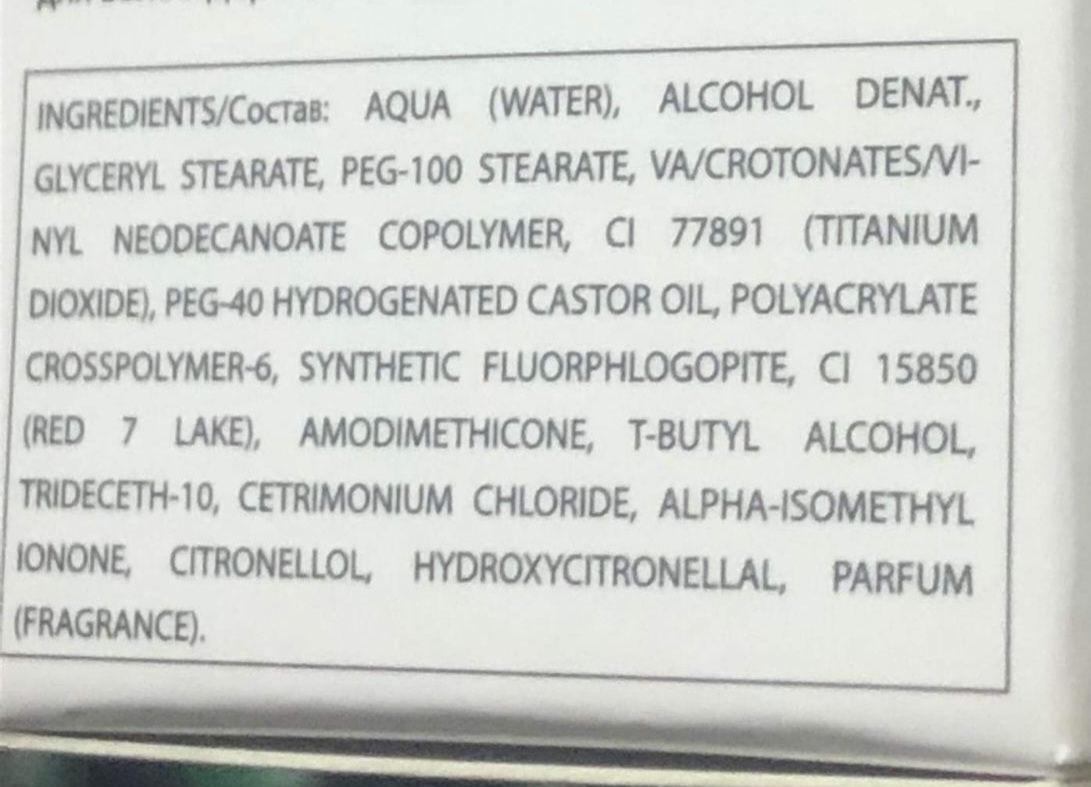 INGREDIENTS/Состав: AQUA (WATER), ALCOHOL DENAT.,
GLYCERYL STEARATE, PEG-100 STEARATE, VA/CROTONATES/VI-
NYL NEODECANOATE COPOLYMER, CI 77891 (TITANIUM
DIOXIDE), PEG-40 HYDROGENATED CASTOR OIL, POLYACRYLATE
CROSSPOLYMER-6, SYNTHETIC FLUORPHLOGOPITE, CI 15850
(RED 7 LAKE), AMODIMETHICONE, T-BUTYL ALCOHOL,
TRIDECETH-10, CETRIMONIUM CHLORIDE, ALPHA-ISOMETHYL
IONONE, CITRONELLOL, HYDROXYCITRONELLAL, PARFUM
(FRAGRANCE).